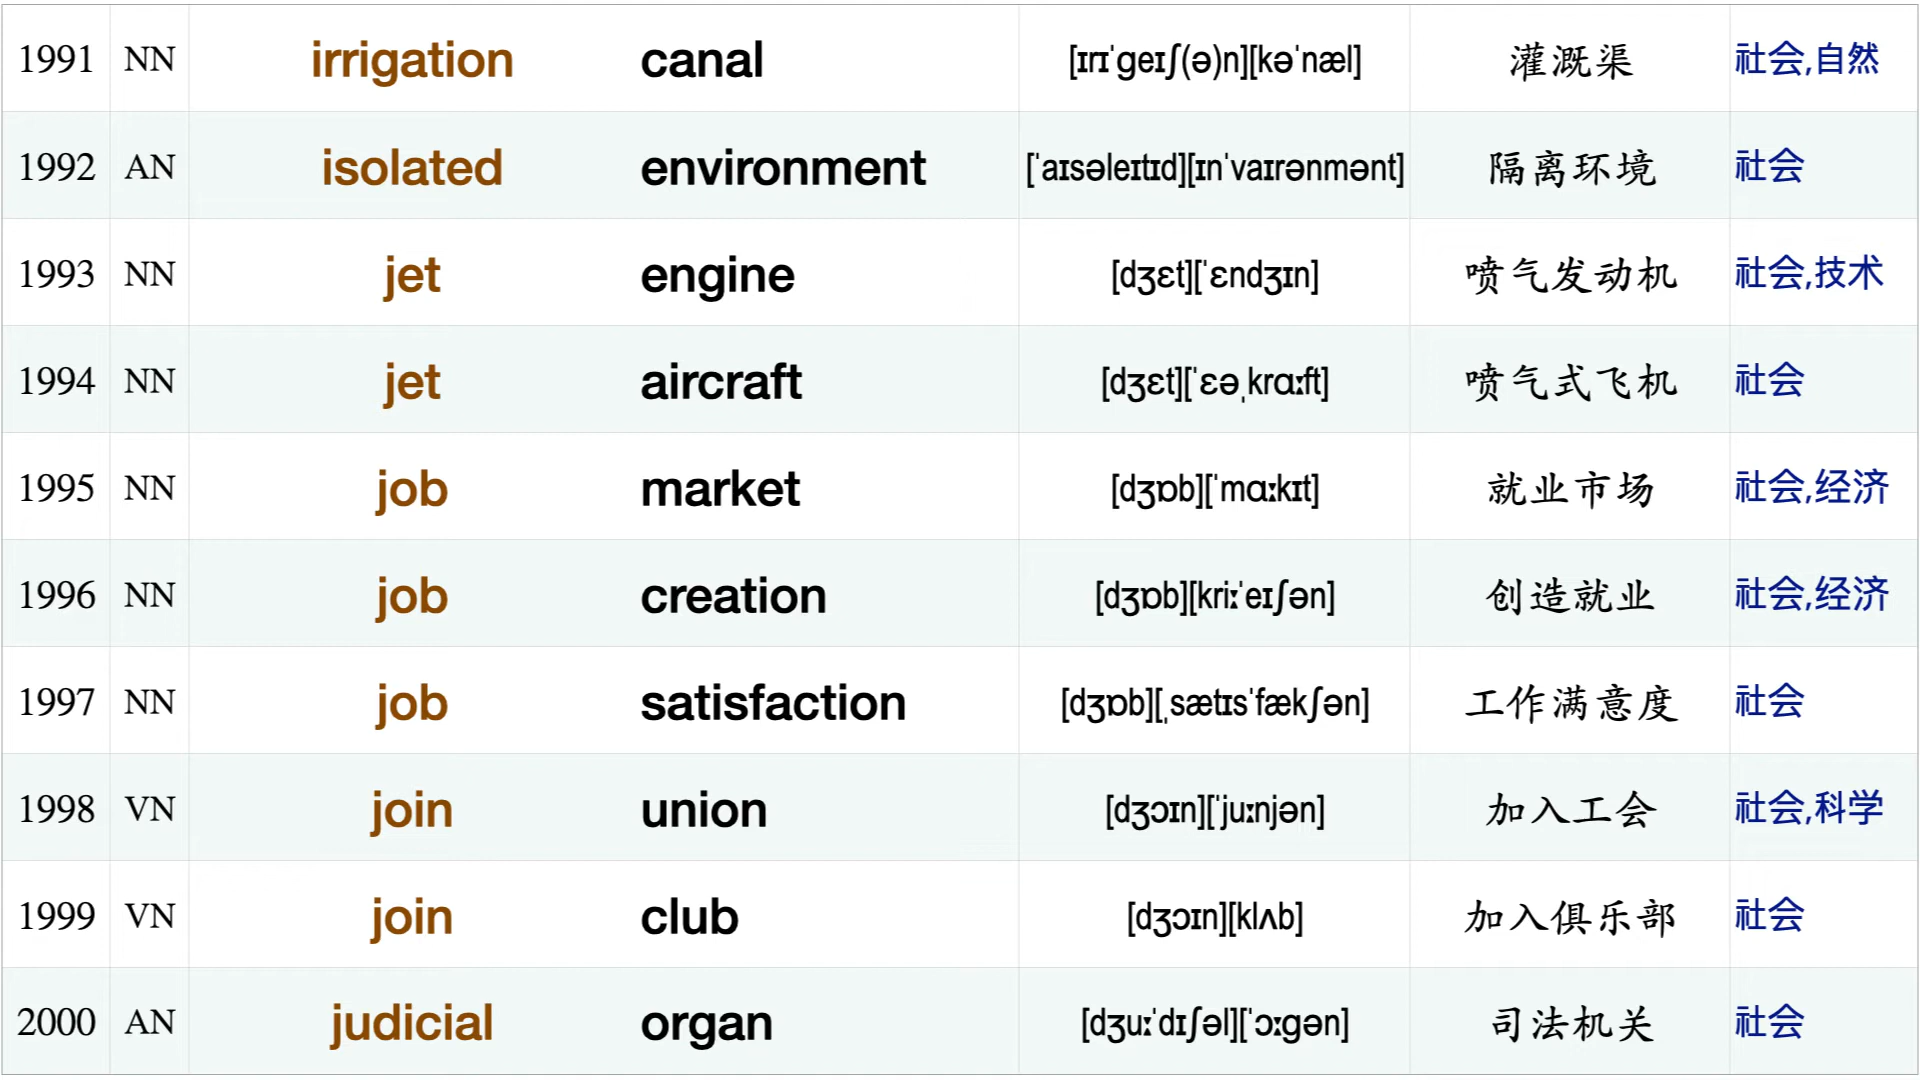 1991 NN irrigation canal [ɪrɪˈɡeɪʃ(ə)n][kəˈnæl] 灌溉渠 社会,自然
1992 AN isolated environment [ˈaɪsəleɪtɪd][ɪnˈvaɪrənmənt] 隔离环境 社会
1993 NN jet engine [dʒɛt][ˈɛndʒɪn] 喷气发动机 社会,技术
1994 NN jet aircraft [dʒɛt][ˈɛəˌkrɑːft] 喷气式飞机 社会
1995 NN job market [dʒɒb][ˈmɑːkɪt] 就业市场 社会,经济
1996 NN job creation [dʒɒb][kriːˈeɪʃən] 创造就业 社会,经济
1997 NN job satisfaction [dʒɒb][ˌsætɪsˈfækʃən] 工作满意度 社会
1998 VN join union [dʒɔɪn][ˈjuːnjən] 加入工会 社会,科学
1999 VN join club [dʒɔɪn][klʌb] 加入俱乐部 社会
2000 AN judicial organ [dʒuːˈdɪʃəl][ˈɔːɡən] 司法机关 社会